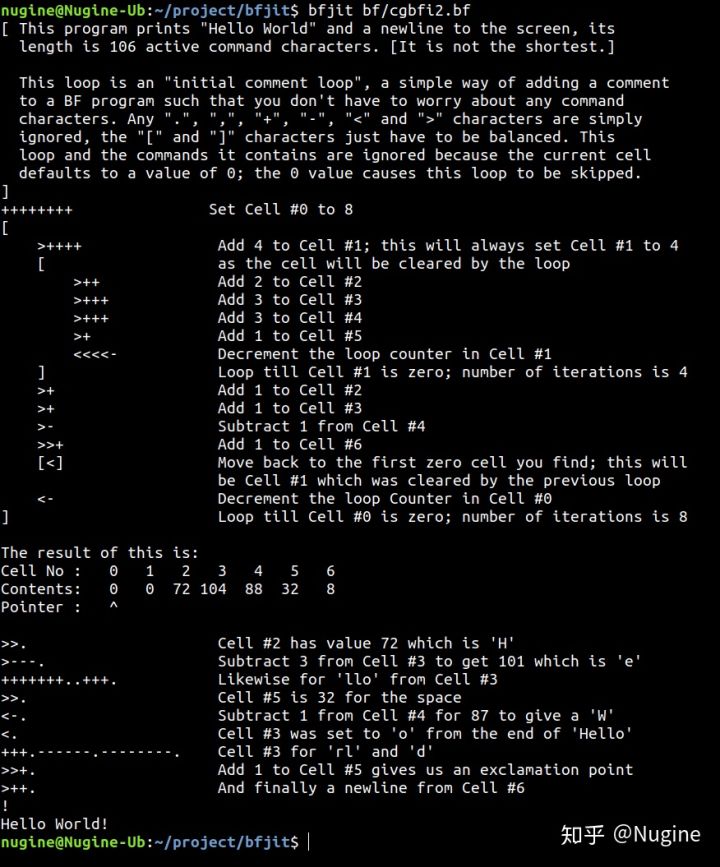 nugine@Nugine-Ub:~/project/bfjit$ bfjit bf/cgbfi2.bf
[ This program prints "Hello World" and a newline to the screen, its
  length is 106 active command characters. [It is not the shortest.]

  This loop is an "initial comment loop", a simple way of adding a comment
  to a BF program such that you don't have to worry about any command
  characters. Any ".", ",", "+", "-", "<" and ">" characters are simply
  ignored, the "[" and "]" characters just have to be balanced. This
  loop and the commands it contains are ignored because the current cell
  defaults to a value of 0; the 0 value causes this loop to be skipped.
]
++++++++               Set Cell #0 to 8
[
    >++++               Add 4 to Cell #1; this will always set Cell #1 to 4
    [                   as the cell will be cleared by the loop
        >++             Add 2 to Cell #2
        >+++            Add 3 to Cell #3
        >+++            Add 3 to Cell #4
        >+              Add 1 to Cell #5
        <<<<-           Decrement the loop counter in Cell #1
    ]                   Loop till Cell #1 is zero; number of iterations is 4
    >+                  Add 1 to Cell #2
    >+                  Add 1 to Cell #3
    >-                  Subtract 1 from Cell #4
    >>+                 Add 1 to Cell #6
    [<]                 Move back to the first zero cell you find; this will
                        be Cell #1 which was cleared by the previous loop
    <-                  Decrement the loop Counter in Cell #0
]                       Loop till Cell #0 is zero; number of iterations is 8

The result of this is:
Cell No :   0   1   2   3   4   5   6
Contents:   0   0  72 104  88  32   8
Pointer :   ^

>>.                     Cell #2 has value 72 which is 'H'
>---.                   Subtract 3 from Cell #3 to get 101 which is 'e'
+++++++..+++.           Likewise for 'llo' from Cell #3
>>.                     Cell #5 is 32 for the space
<-.                     Subtract 1 from Cell #4 for 87 to give a 'W'
<.                      Cell #3 was set to 'o' from the end of 'Hello'
+++.------.--------.    Cell #3 for 'rl' and 'd'
>>+.                    Add 1 to Cell #5 gives us an exclamation point
>++.                    And finally a newline from Cell #6
!
Hello World!
nugine@Nugine-Ub:~/project/bfjit$
知乎 @Nugine